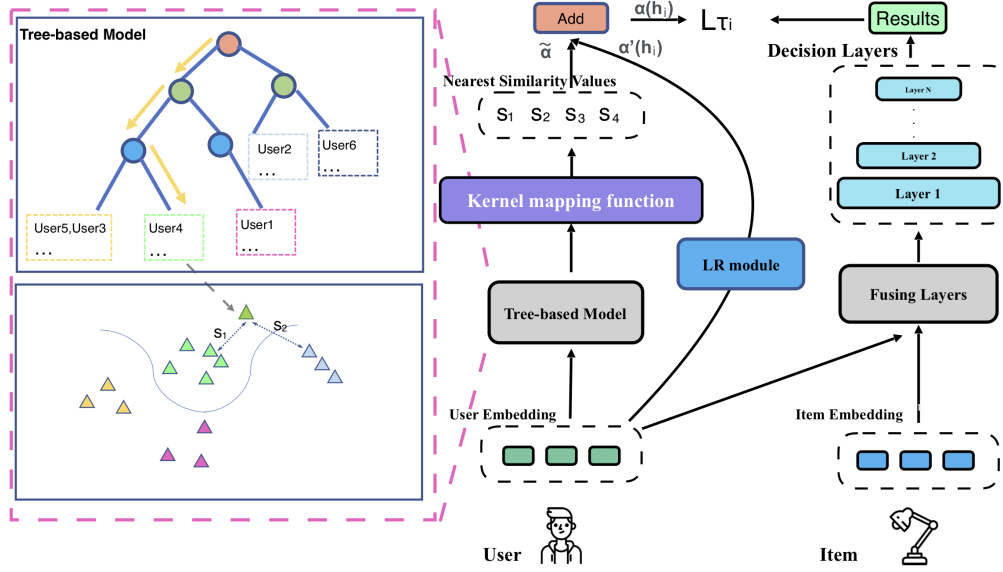 Tree-based Model
User2
...
User6
...
User5,User3
...
User4
...
User1
...
S₁
S₂
Add
α(hᵢ)
Lτᵢ
Results
α̃
α'(hᵢ)
Decision Layers
Nearest Similarity Values
S₁ S₂ S₃ S₄
Layer N
.
.
.
Layer 2
Layer 1
Kernel mapping function
LR module
Tree-based Model
Fusing Layers
User Embedding
Item Embedding
User
Item